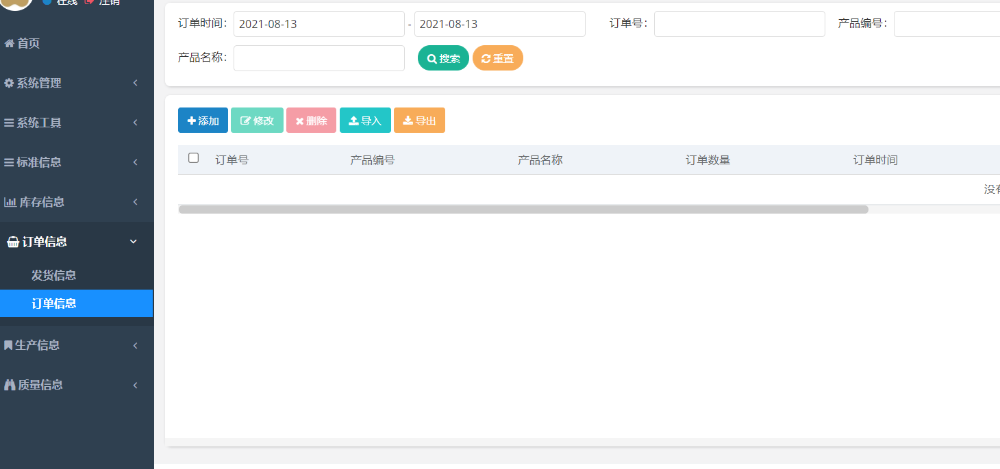 在线 注销
首页
系统管理
系统工具
标准信息
库存信息
订单信息
发货信息
订单信息
生产信息
质量信息
订单时间： 2021-08-13 - 2021-08-13 订单号： 产品编号：
产品名称： 搜索 重置
添加 修改 删除 导入 导出
订单号 产品编号 产品名称 订单数量 订单时间
没有